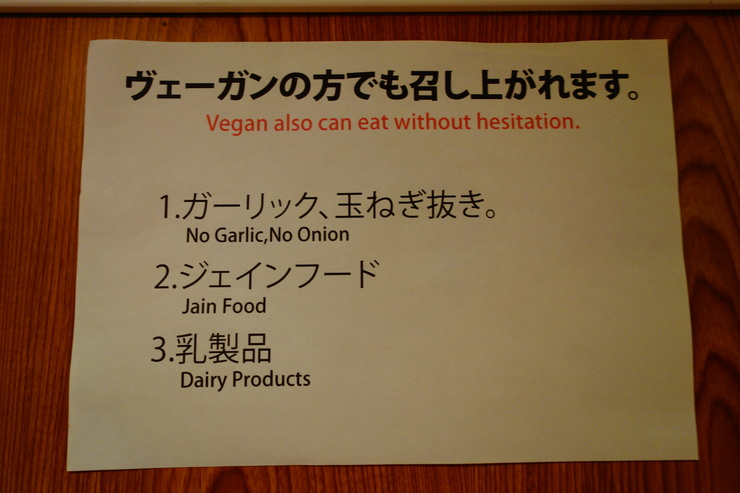 ヴェーガンの方でも召し上がれます。
Vegan also can eat without hesitation.
1.ガーリック、玉ねぎ抜き。
No Garlic,No Onion
2.ジェインフード
Jain Food
3.乳製品
Dairy Products